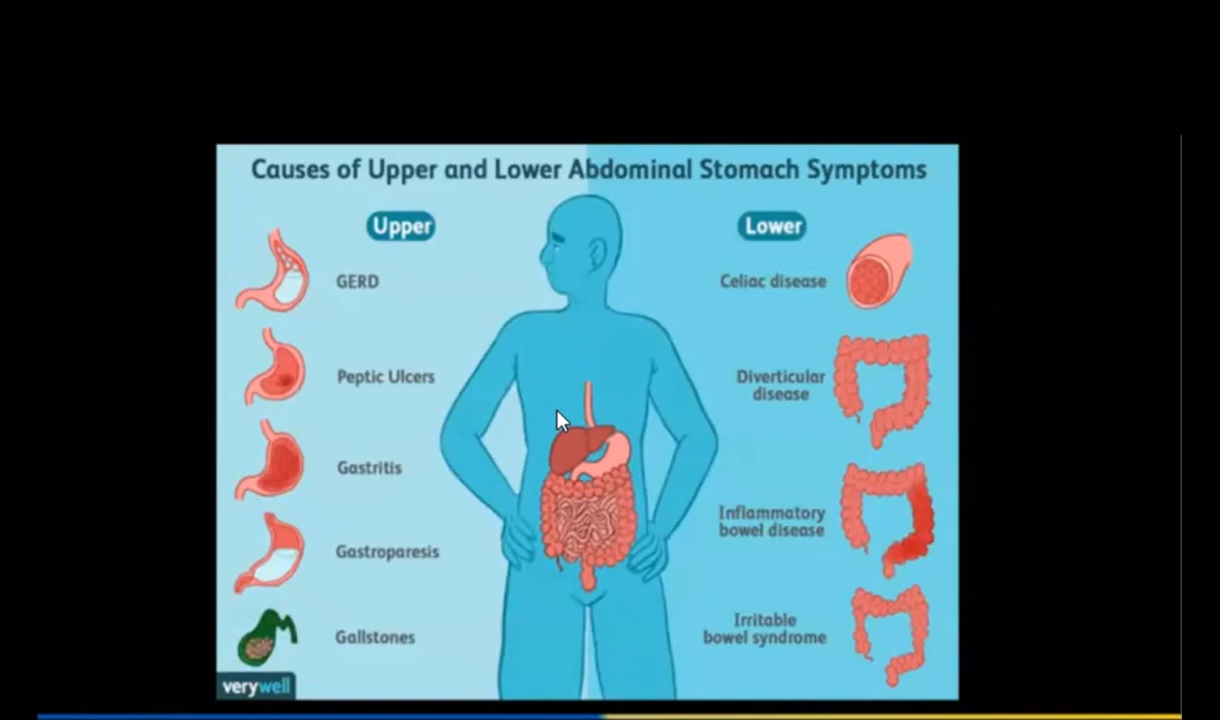 Causes of Upper and Lower Abdominal Stomach Symptoms
Upper
GERD
Peptic Ulcers
Gastritis
Gastroparesis
Gallstones
Lower
Celiac disease
Diverticular
disease
Inflammatory
bowel disease
Irritable
bowel syndrome
verywell